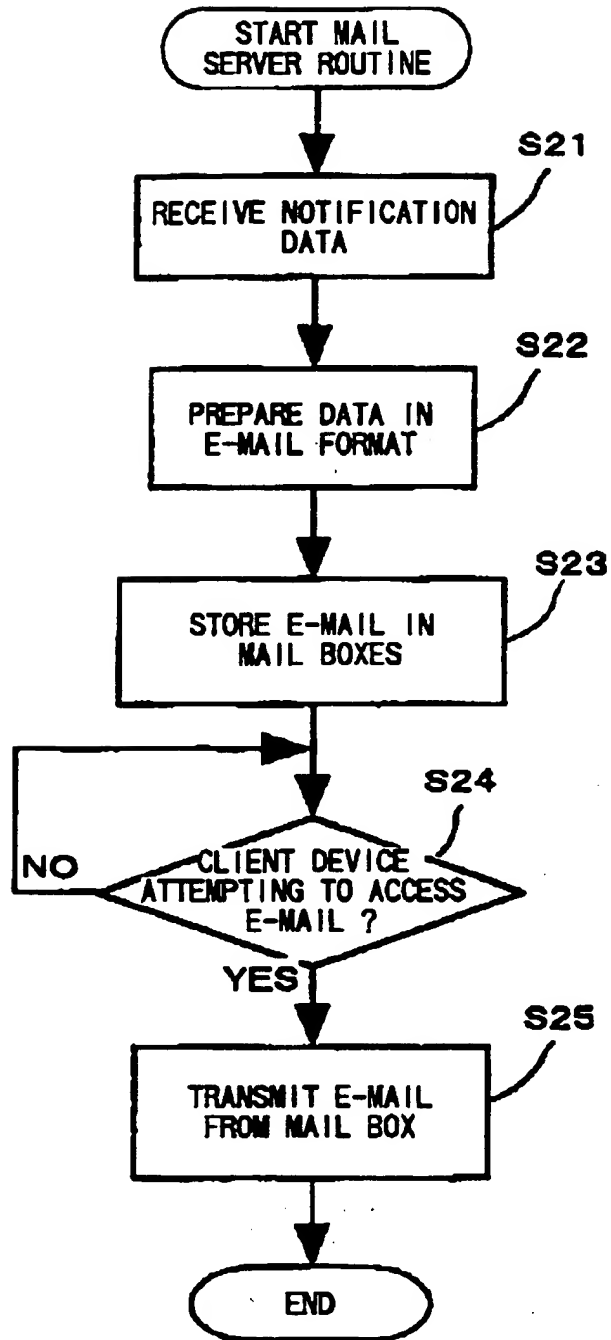 START MAIL
SERVER ROUTINE
S21
RECEIVE NOTIFICATION
DATA
S22
PREPARE DATA IN
E-MAIL FORMAT
S23
STORE E-MAIL IN
MAIL BOXES
S24
CLIENT DEVICE
ATTEMPTING TO ACCESS
E-MAIL ?
NO
YES
S25
TRANSMIT E-MAIL
FROM MAIL BOX
END